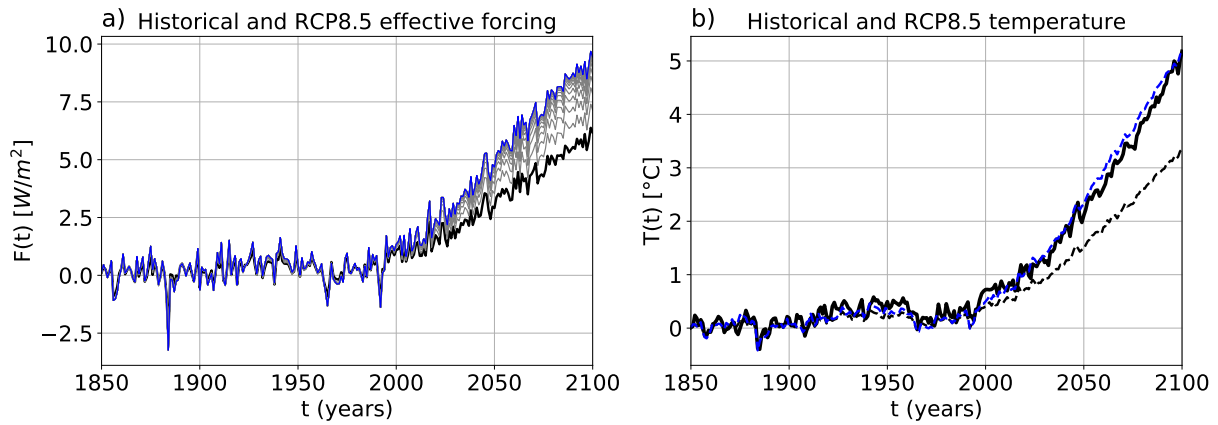 a) Historical and RCP8.5 effective forcing
F(t) [W/m²]
10.0
7.5
5.0
2.5
0.0
−2.5
1850 1900 1950 2000 2050 2100
t (years)
b) Historical and RCP8.5 temperature
T(t) [°C]
5
4
3
2
1
0
1850 1900 1950 2000 2050 2100
t (years)